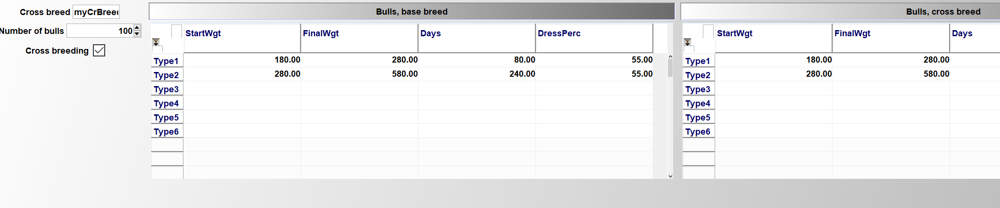 Cross breed myCrBree
Number of bulls 100
Cross breeding
Bulls, base breed
StartWgt FinalWgt Days DressPerc
Type1 180.00 280.00 80.00 55.00
Type2 280.00 580.00 240.00 55.00
Type3
Type4
Type5
Type6
Bulls, cross breed
StartWgt FinalWgt Days
Type1 180.00 280.00
Type2 280.00 580.00
Type3
Type4
Type5
Type6